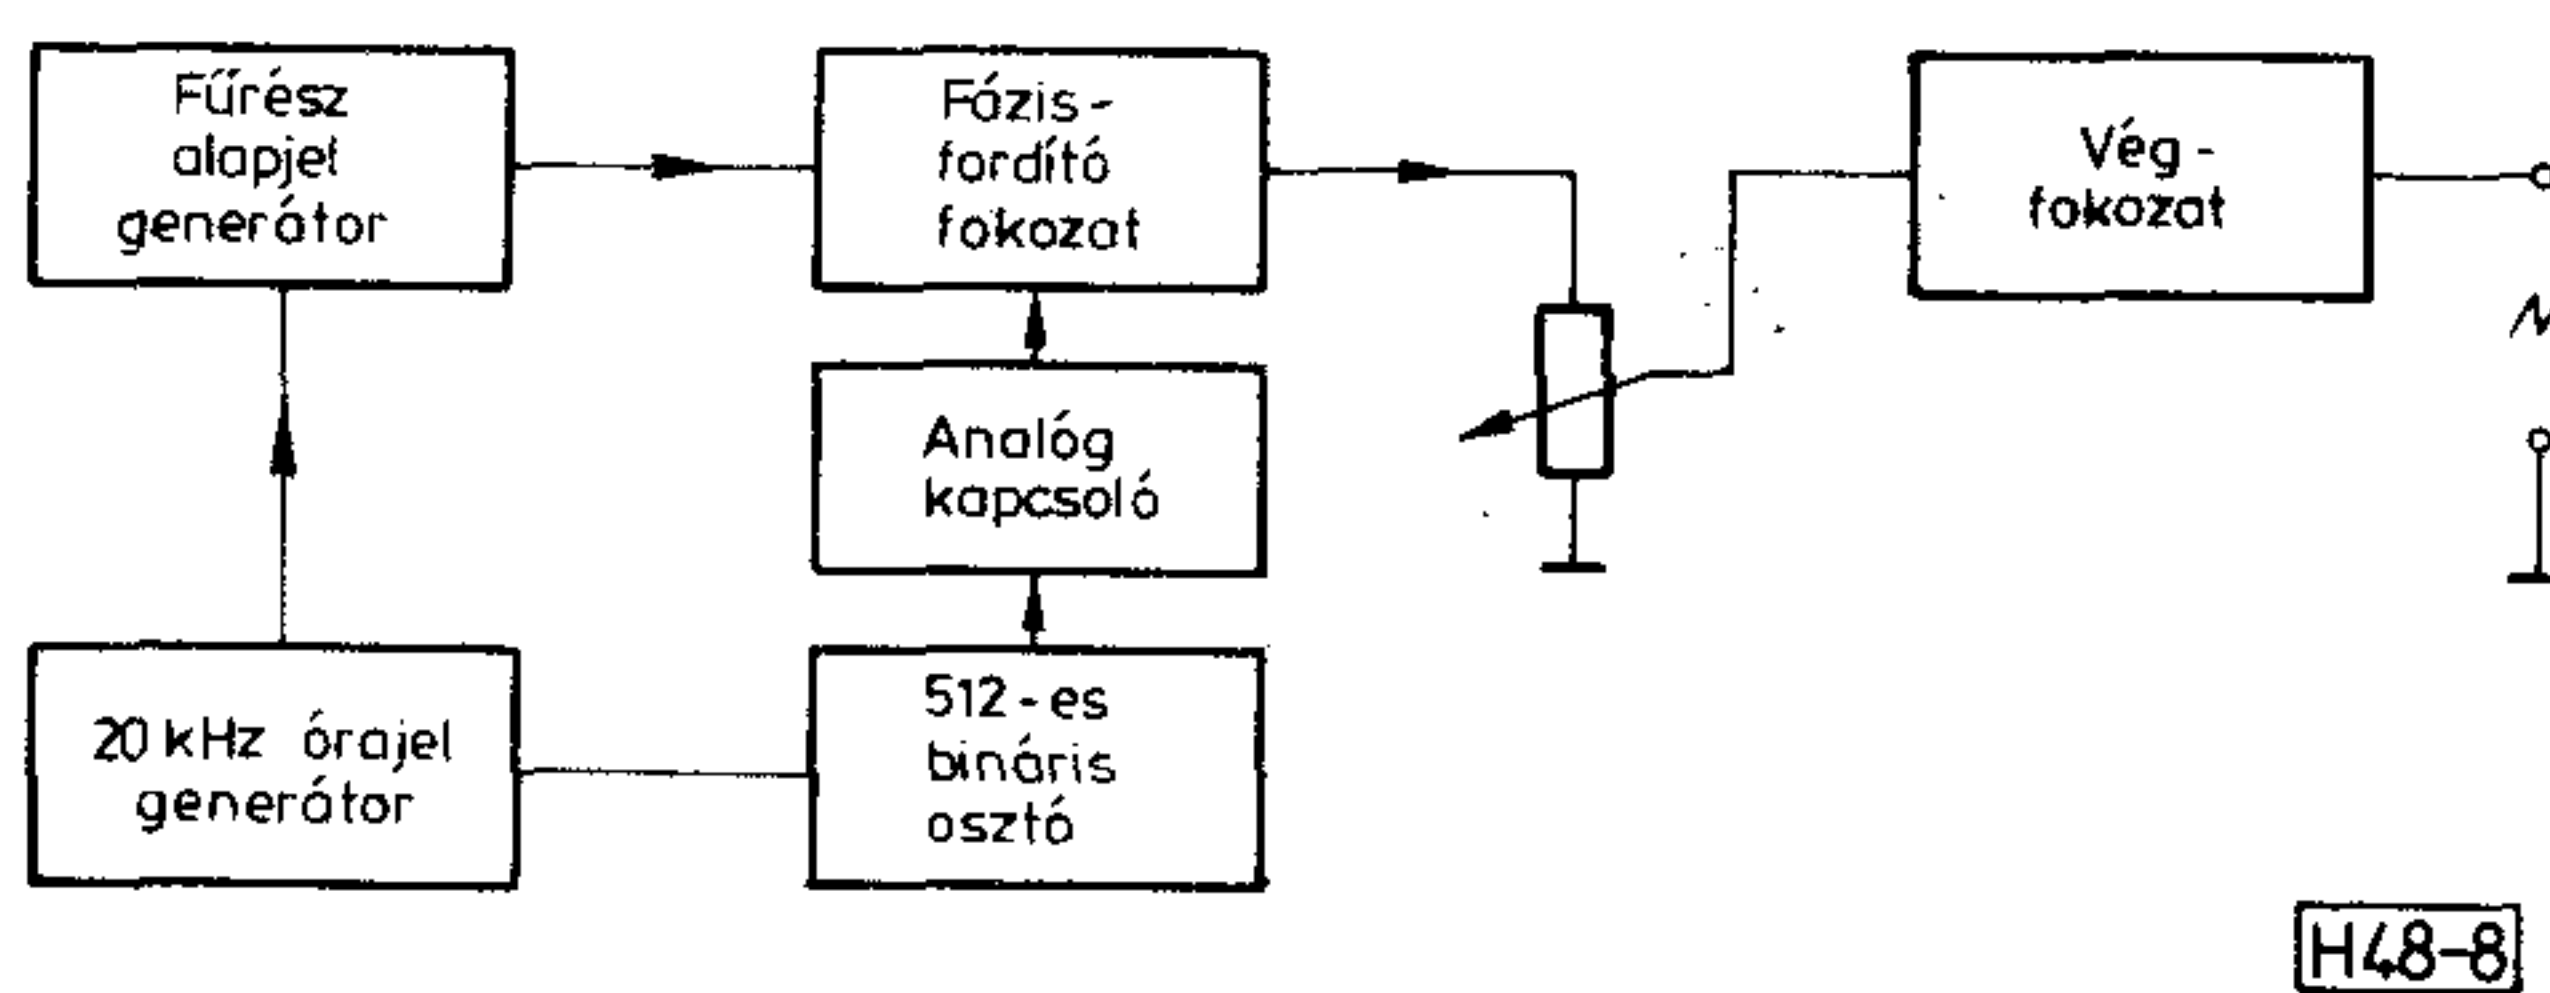 Fűrész
alapjel
generátor
Fázis-
fordító
fokozat
Vég-
fokozat
Analóg
kapcsoló
20 kHz órajel
generátor
512-es
bináris
osztó
H48-8